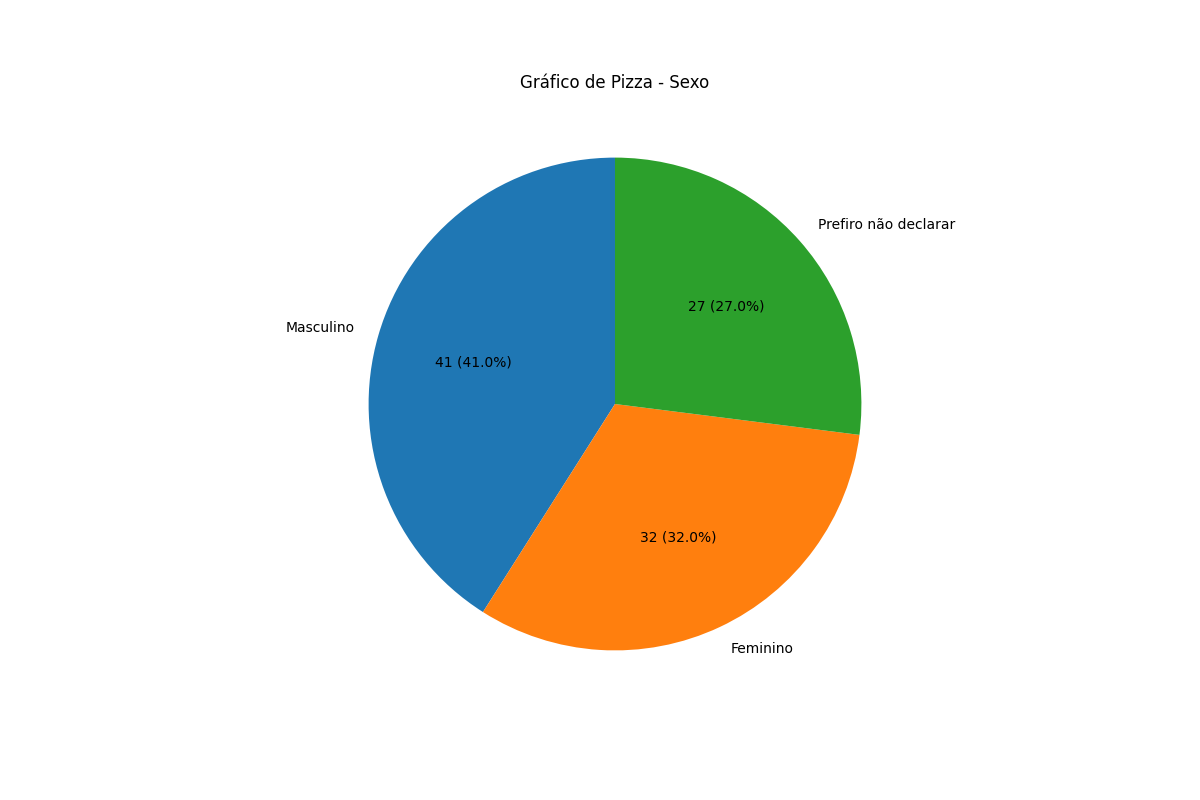 Gráfico de Pizza - Sexo
Prefiro não declarar
27 (27.0%)
Masculino
41 (41.0%)
32 (32.0%)
Feminino